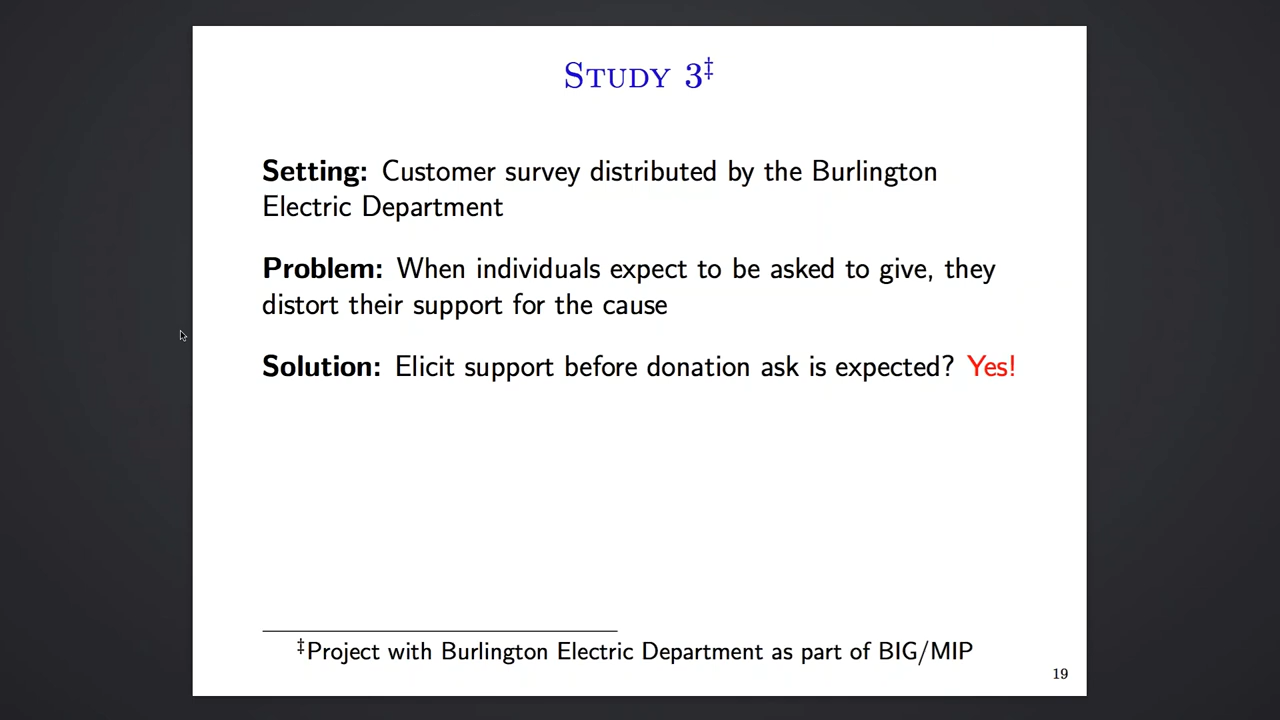 STUDY 3‡
Setting: Customer survey distributed by the Burlington
Electric Department
Problem: When individuals expect to be asked to give, they
distort their support for the cause
Solution: Elicit support before donation ask is expected? Yes!
‡Project with Burlington Electric Department as part of BIG/MIP
19